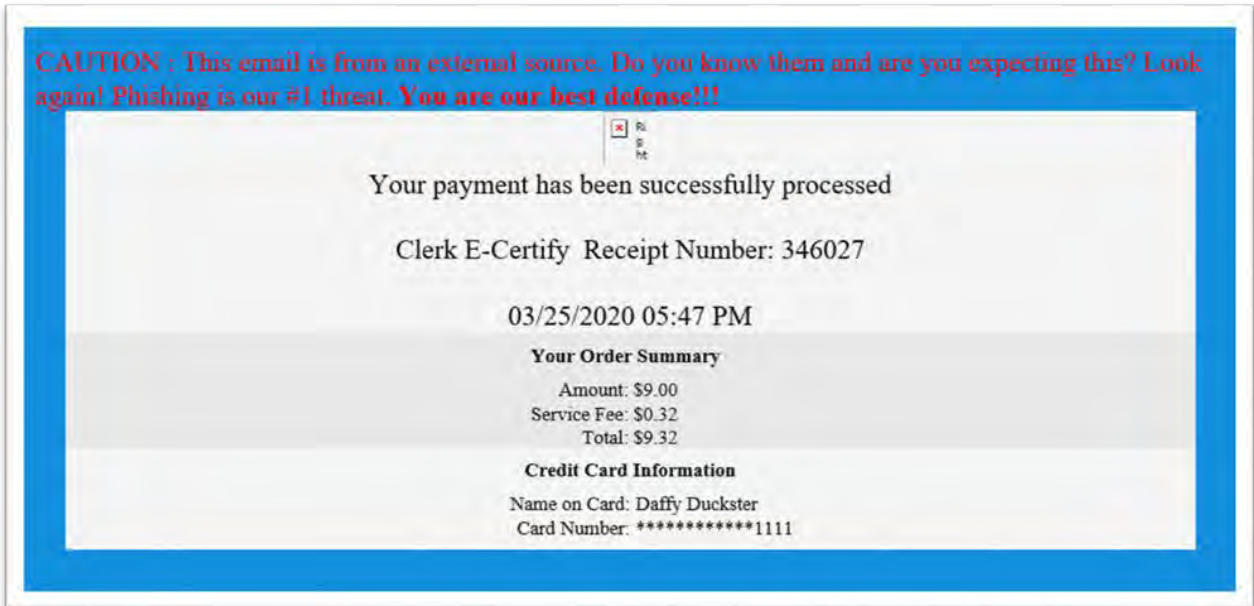 CAUTION : This email is from an external source. Do you know them and are you expecting this? Look
again! Phishing is our #1 threat. You are our best defense!!!
Ri
g
ht
Your payment has been successfully processed
Clerk E-Certify Receipt Number: 346027
03/25/2020 05:47 PM
Your Order Summary
Amount: $9.00
Service Fee: $0.32
Total: $9.32
Credit Card Information
Name on Card: Daffy Duckster
Card Number: ************1111